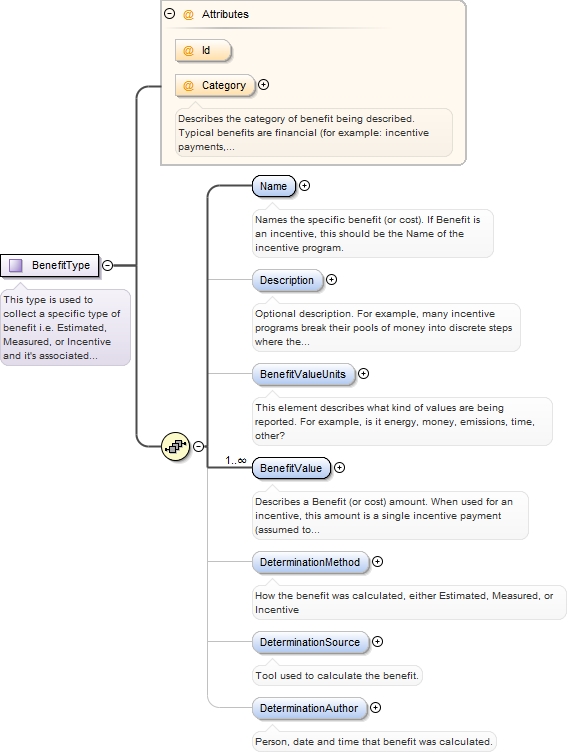 Attributes
@ Id
@ Category
Describes the category of benefit being described.
Typical benefits are financial (for example: incentive
payments,...
Name
Names the specific benefit (or cost). If Benefit is
an incentive, this should be the Name of the
incentive program.
BenefitType
This type is used to
collect a specific type of
benefit i.e. Estimated,
Measured, or Incentive
and it's associated...
Description
Optional description. For example, many incentive
programs break their pools of money into discrete steps
where the...
BenefitValueUnits
This element describes what kind of values are being
reported. For example, is it energy, money, emissions, time,
other?
1..∞
BenefitValue
Describes a Benefit (or cost) amount. When used for an
incentive, this amount is a single incentive payment
(assumed to...
DeterminationMethod
How the benefit was calculated, either Estimated, Measured, or
Incentive
DeterminationSource
Tool used to calculate the benefit.
DeterminationAuthor
Person, date and time that benefit was calculated.